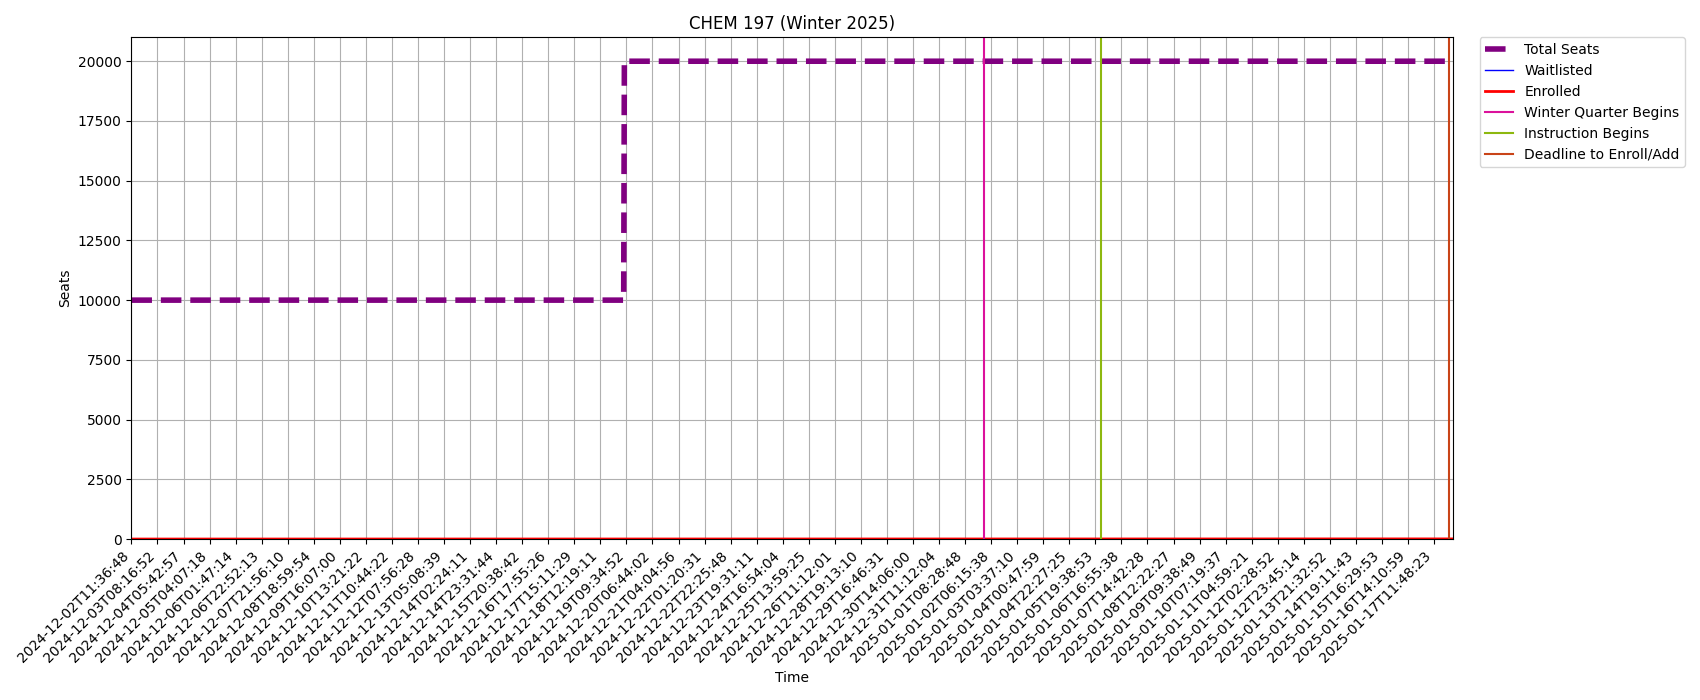 CHEM 197 (Winter 2025)
20000
17500
15000
12500
10000
7500
5000
2500
0
Seats
2024-12-02T11:36:48
2024-12-03T08:16:52
2024-12-04T05:42:57
2024-12-05T04:07:18
2024-12-06T01:47:14
2024-12-06T22:52:13
2024-12-07T21:56:10
2024-12-08T18:59:54
2024-12-09T16:07:00
2024-12-10T13:21:22
2024-12-11T10:44:22
2024-12-12T07:56:28
2024-12-13T05:08:39
2024-12-14T02:24:11
2024-12-14T23:31:44
2024-12-15T20:38:42
2024-12-16T17:55:26
2024-12-17T15:11:29
2024-12-18T12:19:11
2024-12-19T09:34:52
2024-12-20T06:44:02
2024-12-21T04:04:56
2024-12-22T01:20:31
2024-12-22T22:25:48
2024-12-23T19:31:11
2024-12-24T16:54:04
2024-12-25T13:59:25
2024-12-26T11:12:01
2024-12-28T19:13:10
2024-12-29T16:46:31
2024-12-30T14:06:00
2024-12-31T11:12:04
2025-01-01T08:28:48
2025-01-02T06:15:38
2025-01-03T03:37:10
2025-01-04T00:47:59
2025-01-04T22:27:25
2025-01-05T19:38:53
2025-01-06T16:55:38
2025-01-07T14:42:28
2025-01-08T12:22:27
2025-01-09T09:38:49
2025-01-10T07:19:37
2025-01-11T04:59:21
2025-01-12T02:28:52
2025-01-12T23:45:14
2025-01-13T21:32:52
2025-01-14T19:11:43
2025-01-15T16:29:53
2025-01-16T14:10:59
2025-01-17T11:48:23
Time
Total Seats
Waitlisted
Enrolled
Winter Quarter Begins
Instruction Begins
Deadline to Enroll/Add